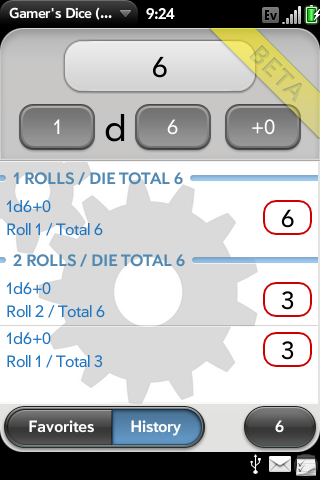 Gamer's Dice (... 9:24 Ev
BETA
6
1 d 6 +0
1 ROLLS / DIE TOTAL 6
1d6+0
6
Roll 1 / Total 6
2 ROLLS / DIE TOTAL 6
1d6+0
3
Roll 2 / Total 6
1d6+0
3
Roll 1 / Total 3
Favorites History 6